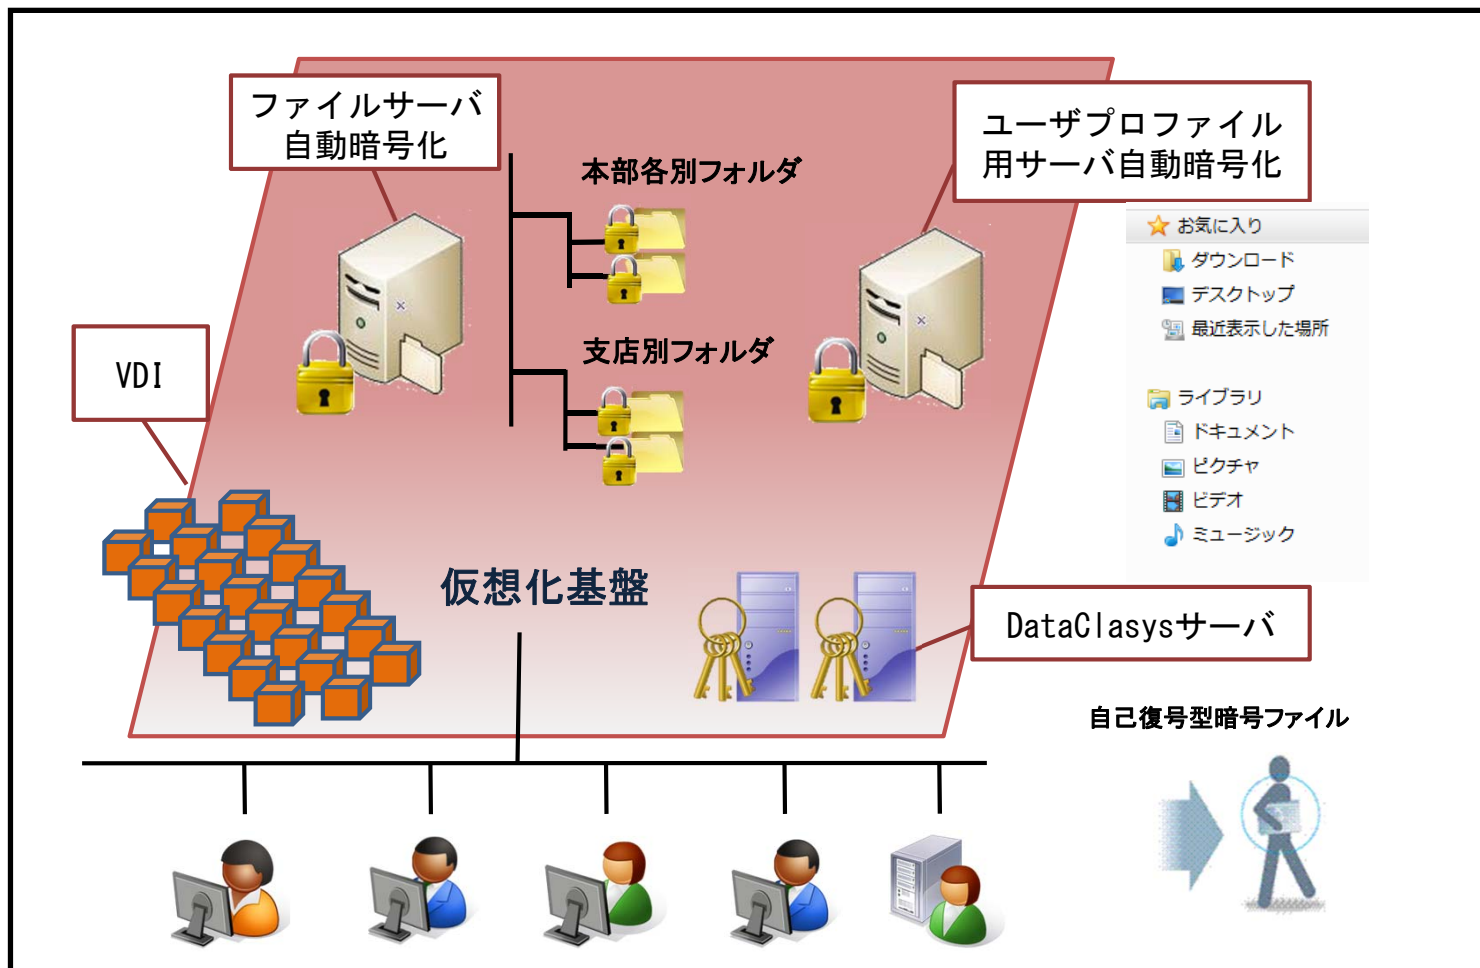 ファイルサーバ
自動暗号化
ユーザプロファイル
用サーバ自動暗号化
本部各別フォルダ
お気に入り
ダウンロード
デスクトップ
最近表示した場所
支店別フォルダ
VDI
ライブラリ
ドキュメント
ピクチャ
ビデオ
ミュージック
仮想化基盤
DataClasysサーバ
自己復号型暗号ファイル